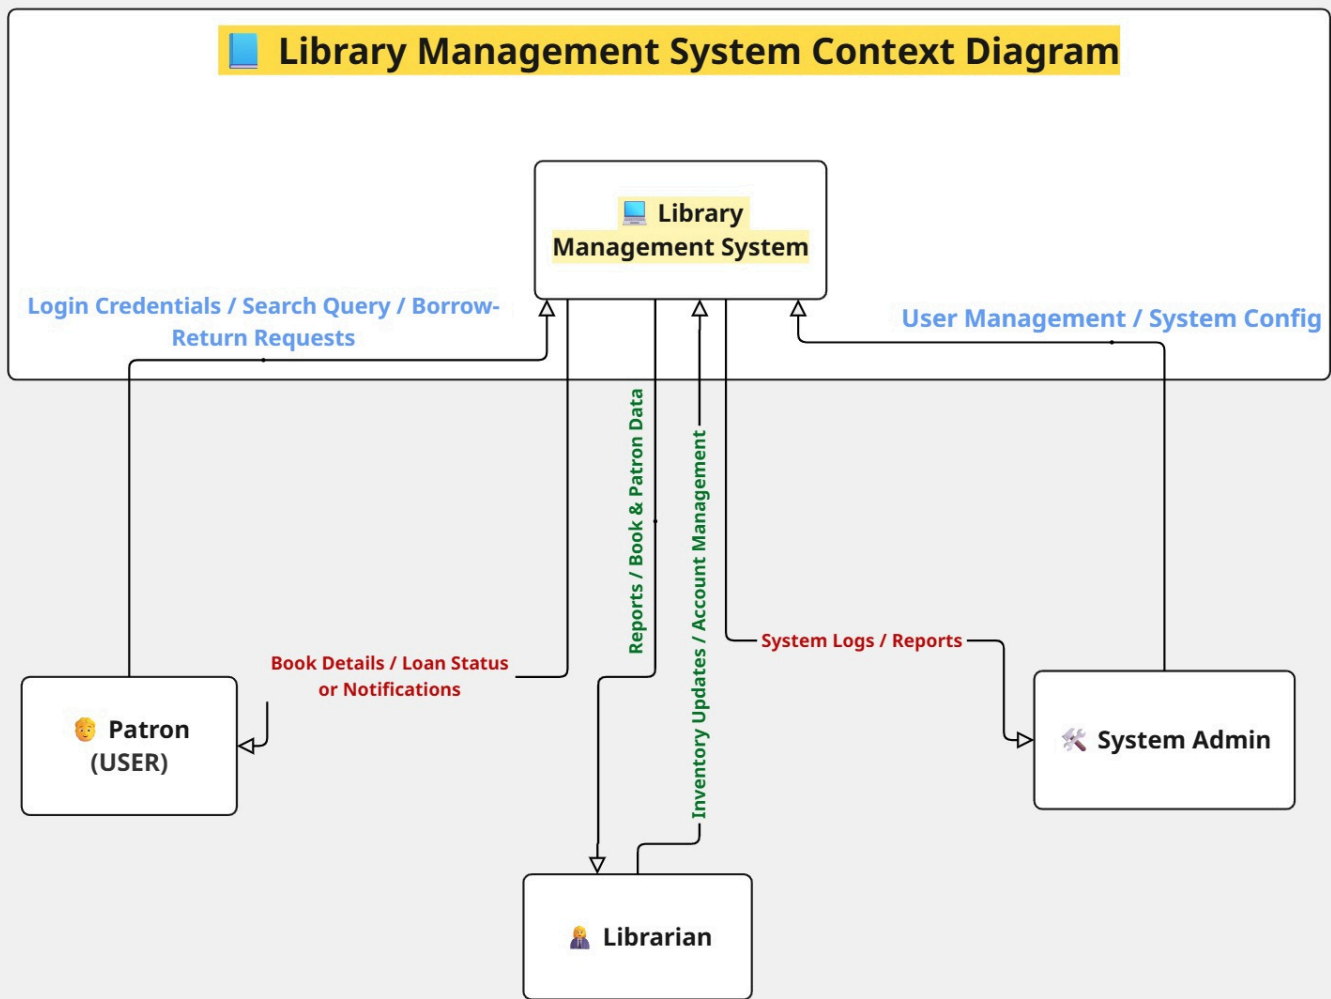 Library Management System Context Diagram
Library
Management System
Login Credentials / Search Query / Borrow-
Return Requests
User Management / System Config
Reports / Book & Patron Data
Inventory Updates / Account Management
System Logs / Reports
Book Details / Loan Status
or Notifications
Patron
(USER)
System Admin
Librarian